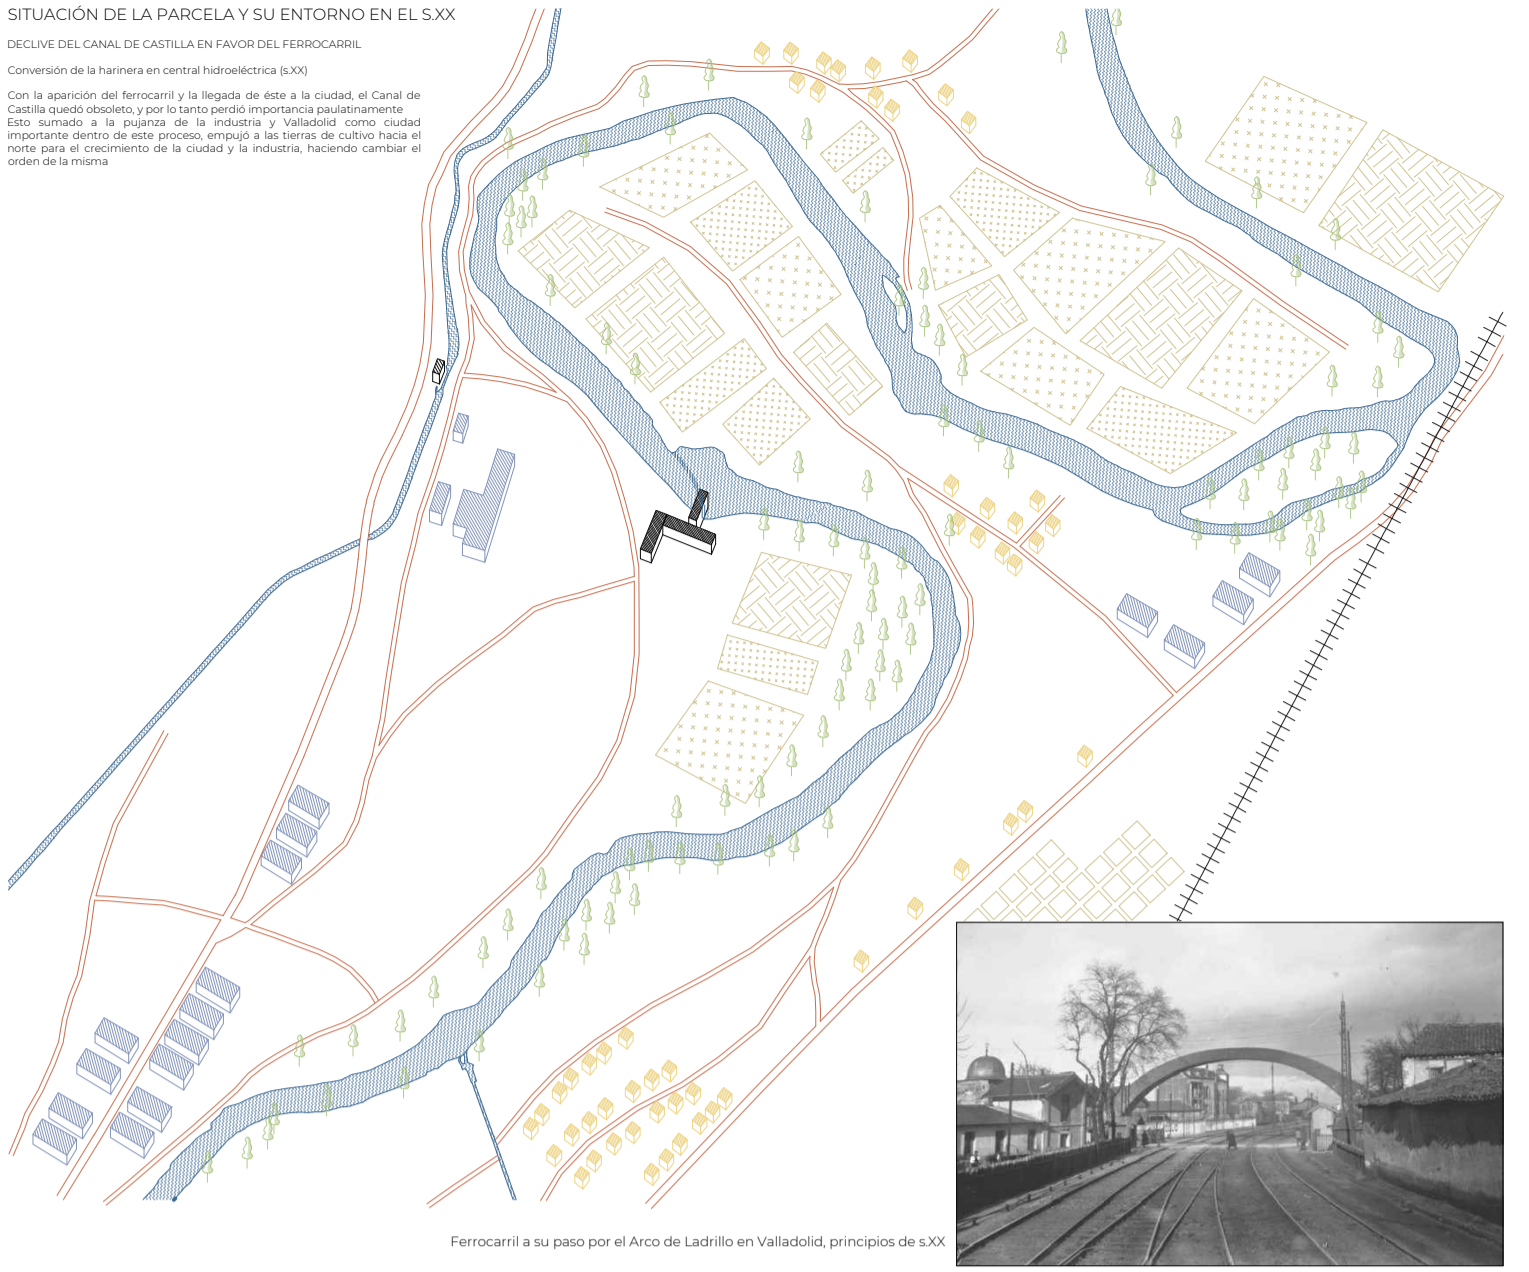 SITUACIÓN DE LA PARCELA Y SU ENTORNO EN EL S.XX
DECLIVE DEL CANAL DE CASTILLA EN FAVOR DEL FERROCARRIL
Conversión de la harinera en central hidroeléctrica (s.XX)
Con la aparición del ferrocarril y la llegada de éste a la ciudad, el Canal de
Castilla quedó obsoleto, y por lo tanto perdió importancia paulatinamente
Esto sumado a la pujanza de la industria y Valladolid como ciudad
importante dentro de este proceso, empujó a las tierras de cultivo hacia el
norte para el crecimiento de la ciudad y la industria, haciendo cambiar el
orden de la misma
Ferrocarril a su paso por el Arco de Ladrillo en Valladolid, principios de s.XX